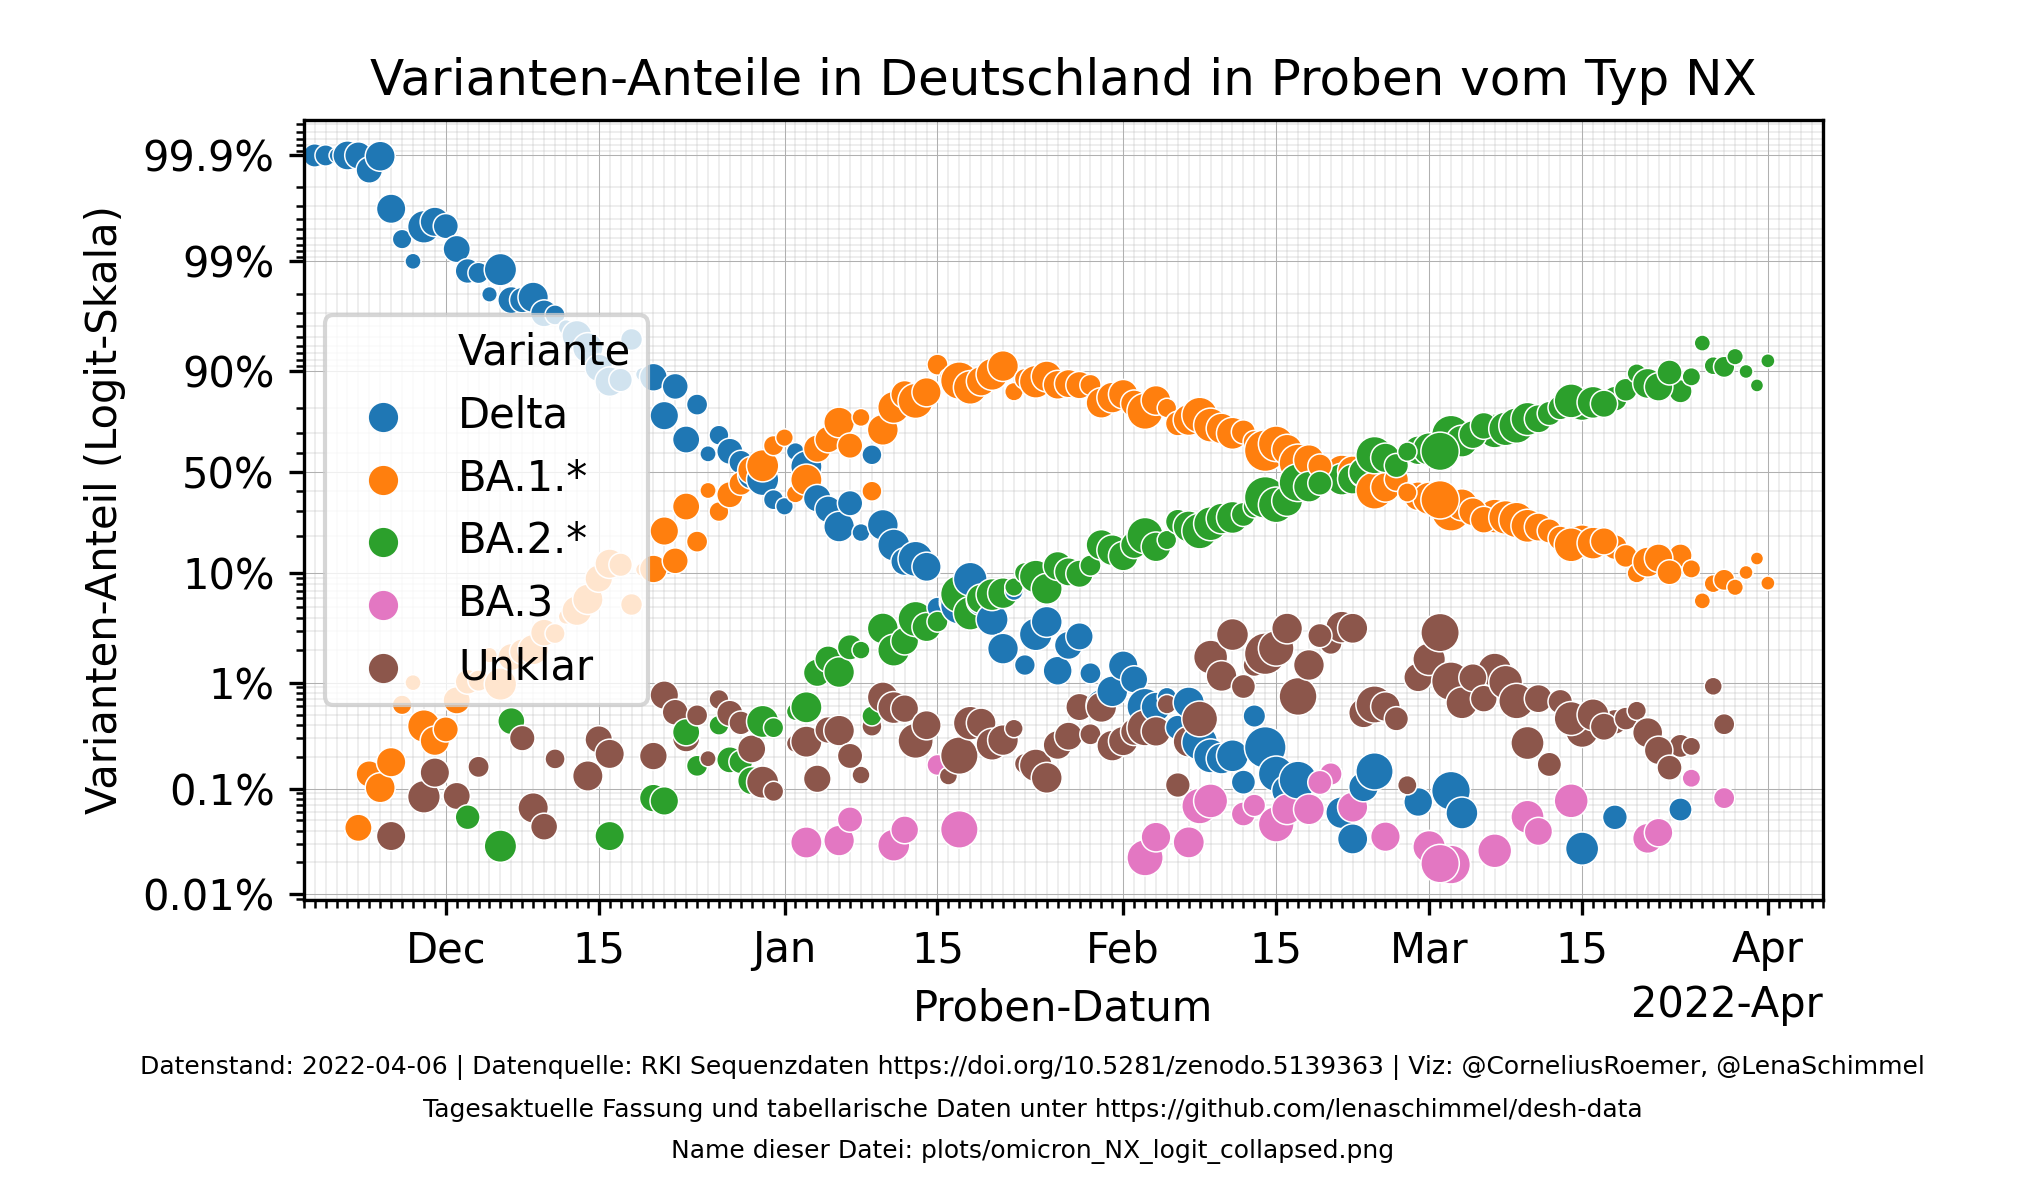 Varianten-Anteile in Deutschland in Proben vom Typ NX
Varianten-Anteil (Logit-Skala)
99.9%
99%
90%
50%
10%
1%
0.1%
0.01%
Variante
Delta
BA.1.*
BA.2.*
BA.3
Unklar
Dec 15 Jan 15 Feb 15 Mar 15 Apr
Proben-Datum
2022-Apr
Datenstand: 2022-04-06 | Datenquelle: RKI Sequenzdaten https://doi.org/10.5281/zenodo.5139363 | Viz: @CorneliusRoemer, @LenaSchimmel
Tagesaktuelle Fassung und tabellarische Daten unter https://github.com/lenaschimmel/desh-data
Name dieser Datei: plots/omicron_NX_logit_collapsed.png